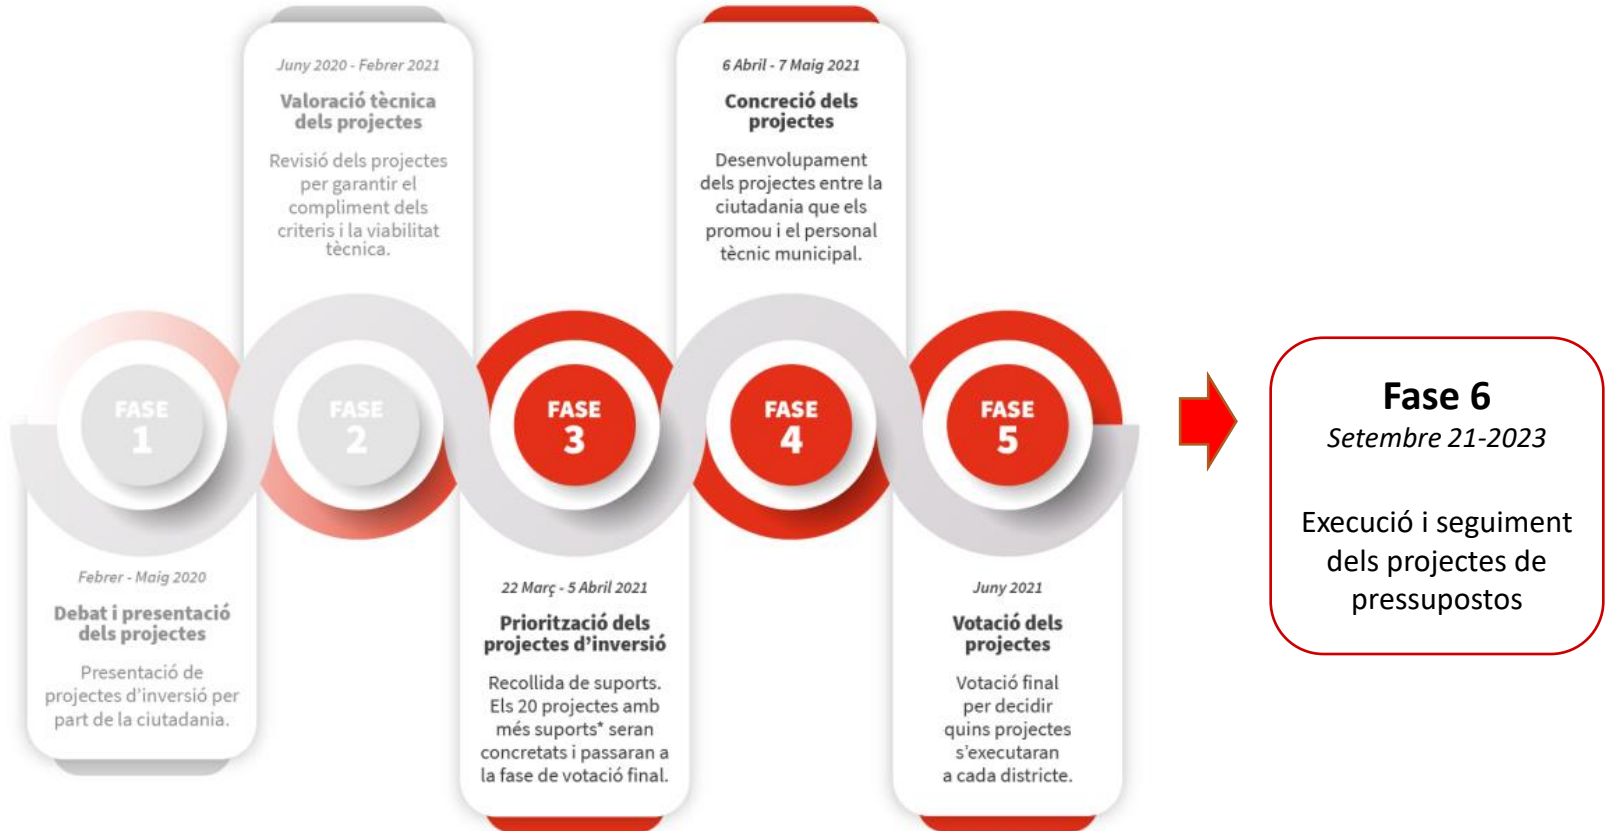 Febrer - Maig 2020
Debat i presentació
dels projectes
Presentació de
projectes d'inversió per
part de la ciutadania.
FASE
1
Juny 2020 - Febrer 2021
Valoració tècnica
dels projectes
Revisió dels projectes
per garantir el
compliment dels
criteris i la viabilitat
tècnica.
FASE
2
FASE
3
22 Març - 5 Abril 2021
Priorització dels
projectes d'inversió
Recollida de suports.
Els 20 projectes amb
més suports* seran
concretats i passaran a
la fase de votació final.
6 Abril - 7 Maig 2021
Concreció dels
projectes
Desenvolupament
dels projectes entre la
ciutadania que els
promou i el personal
tècnic municipal.
FASE
4
FASE
5
Juny 2021
Votació dels
projectes
Votació final
per decidir
quins projectes
s'executaran
a cada districte.
Fase 6
Setembre 21-2023
Execució i seguiment
dels projectes de
pressupostos